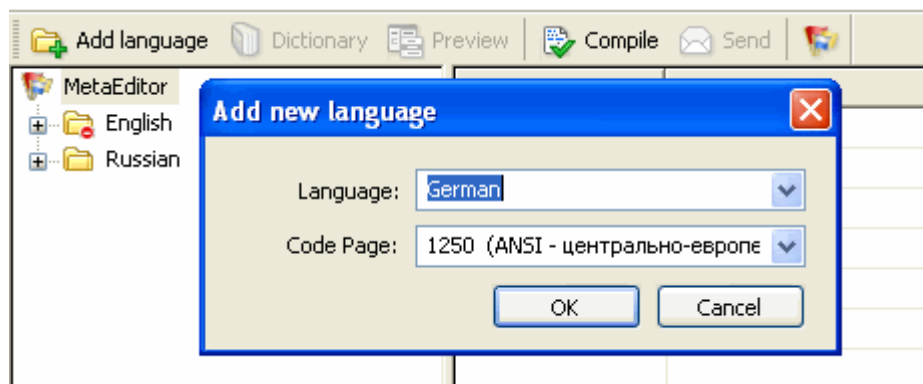 Add language Dictionary Preview Compile Send
MetaEditor
English
Russian
Add new language
Language: German
Code Page: 1250 (ANSI - центрально-европе
OK Cancel